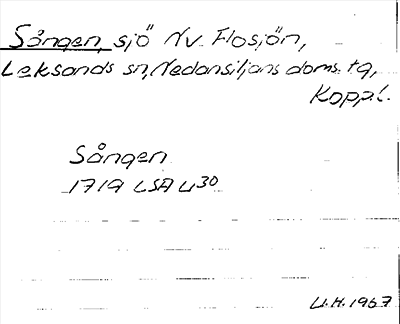 Sången, sjö Nv Flosjön,
Leksands sn, Nedansiljans doms. tg,
Koppl.
Sången
1719 LSA U30
U.H. 1967